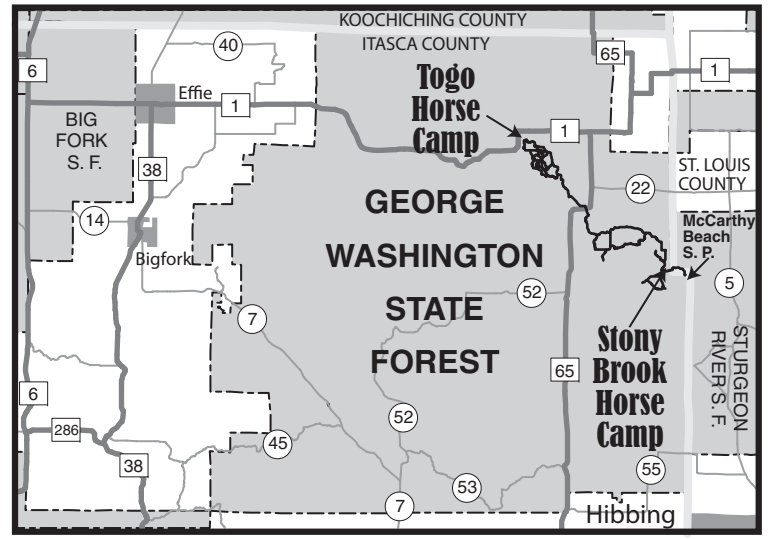 KOOCHICHING COUNTY
ITASCA COUNTY
40
65
6
1
Togo
Horse
Camp
Effie
1
BIG
FORK
S. F.
1
38
ST. LOUIS
COUNTY
22
GEORGE
WASHINGTON
STATE
FOREST
14
McCarthy
Beach
S. P.
Bigfork
5
52
7
STURGEON
RIVER S. F.
Stony
Brook
Horse
Camp
65
6
52
286
45
38
55
53
7
Hibbing